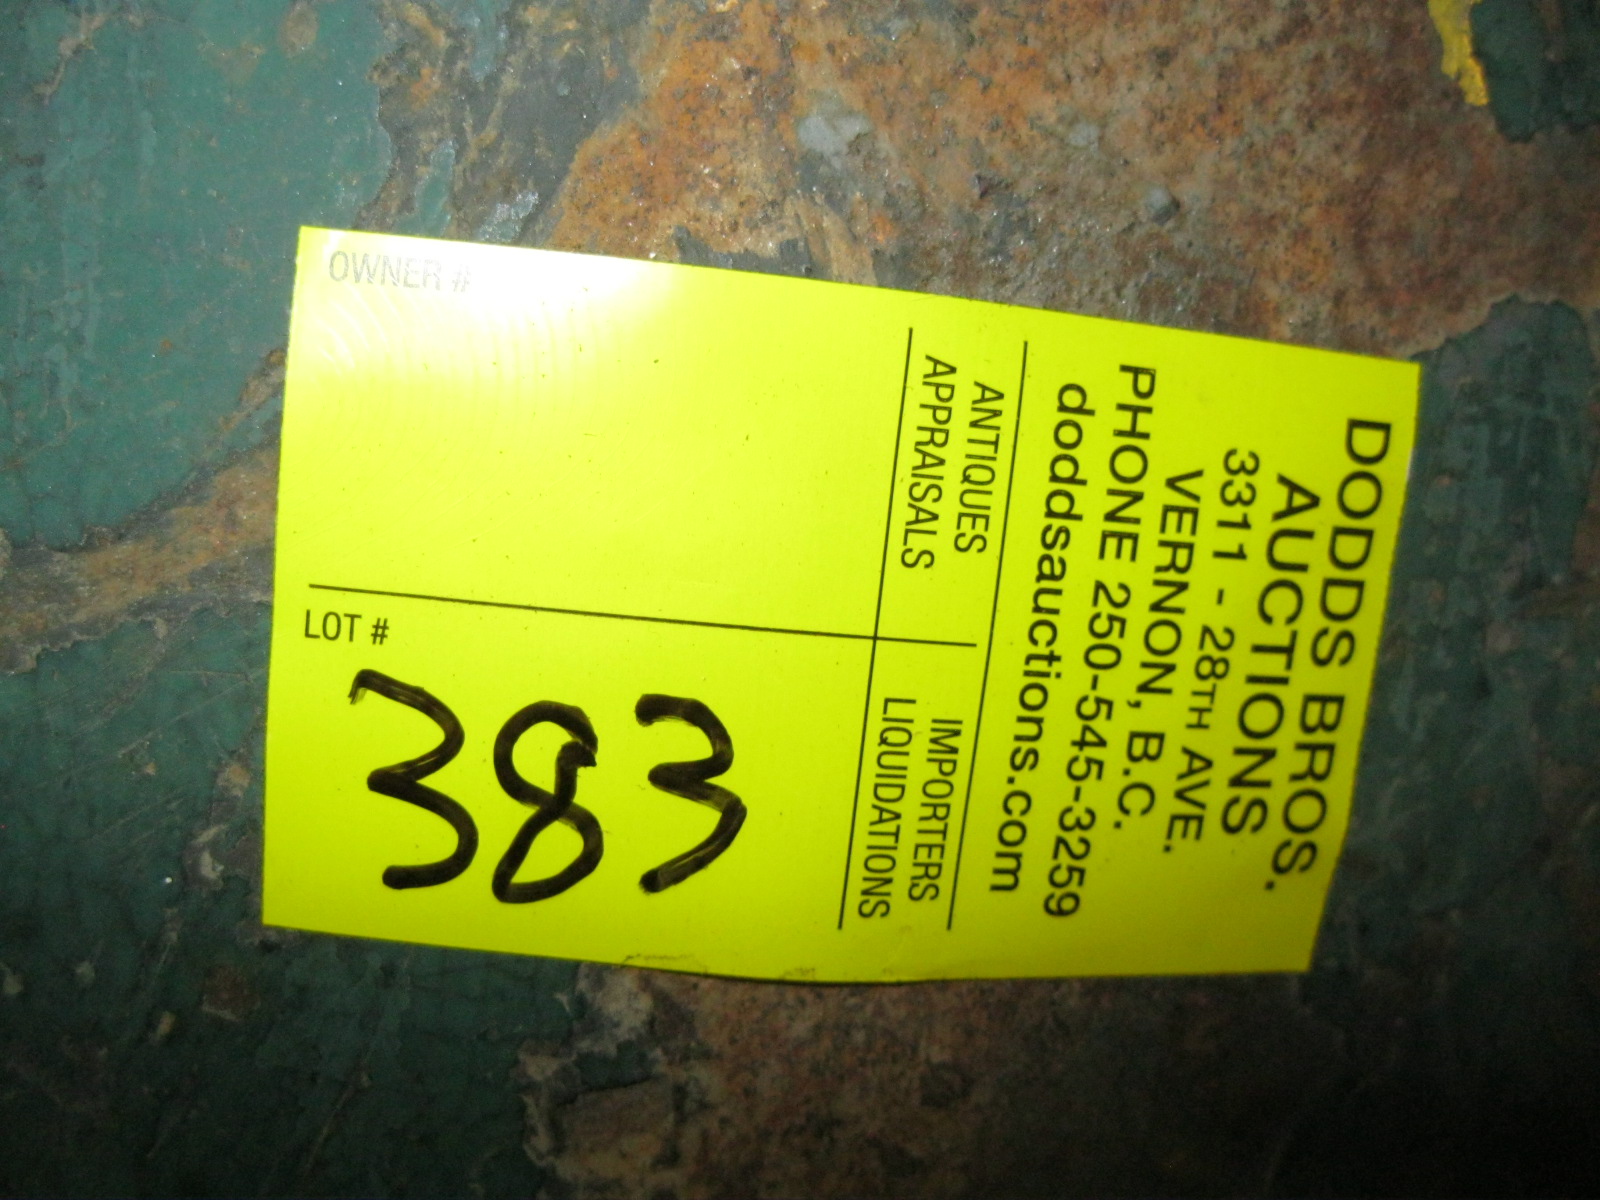 DODDS BROS.
AUCTIONS
3311 - 28TH AVE.
VERNON, B.C.
PHONE 250-545-3259
doddsauctions.com
ANTIQUES
APPRAISALS
IMPORTERS
LIQUIDATIONS
OWNER #
LOT #
383